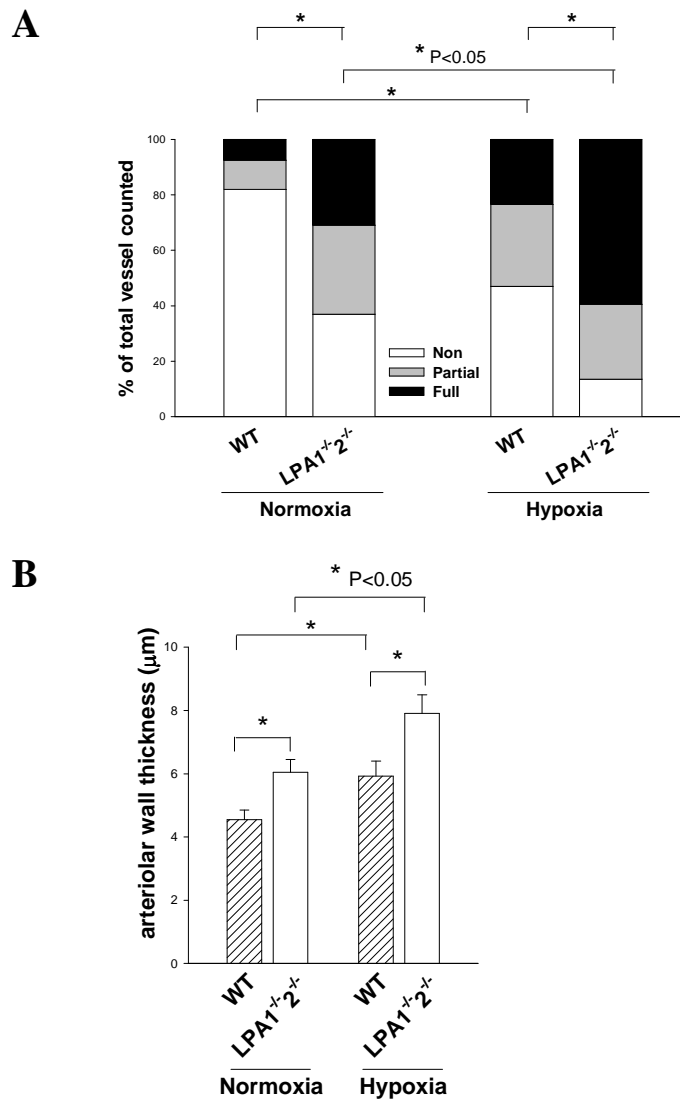 A
*
*
* P<0.05
*
100
80
60
40
20
0
% of total vessel counted
Non
Partial
Full
WT
LPA1-/-2-/-
WT
LPA1-/-2-/-
Normoxia
Hypoxia
B
* P<0.05
*
*
*
10
8
6
4
2
0
arteriolar wall thickness (μm)
WT
LPA1-/-2-/-
WT
LPA1-/-2-/-
Normoxia
Hypoxia